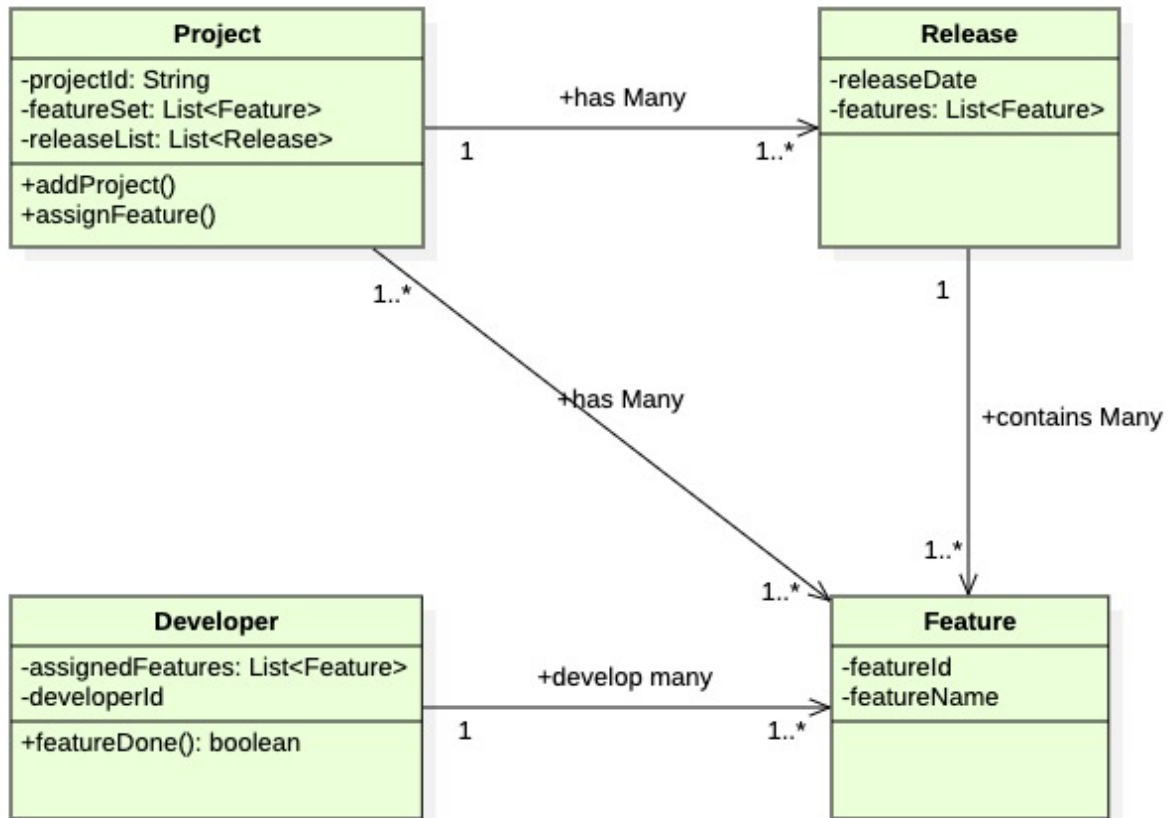 Project
-projectId: String
-featureSet: List<Feature>
-releaseList: List<Release>
+addProject()
+assignFeature()
+has Many
1
1..*
Release
-releaseDate
-features: List<Feature>
1..*
+has Many
1..*
1
+contains Many
1..*
Developer
-assignedFeatures: List<Feature>
-developerId
+featureDone(): boolean
+develop many
1
1..*
Feature
-featureId
-featureName